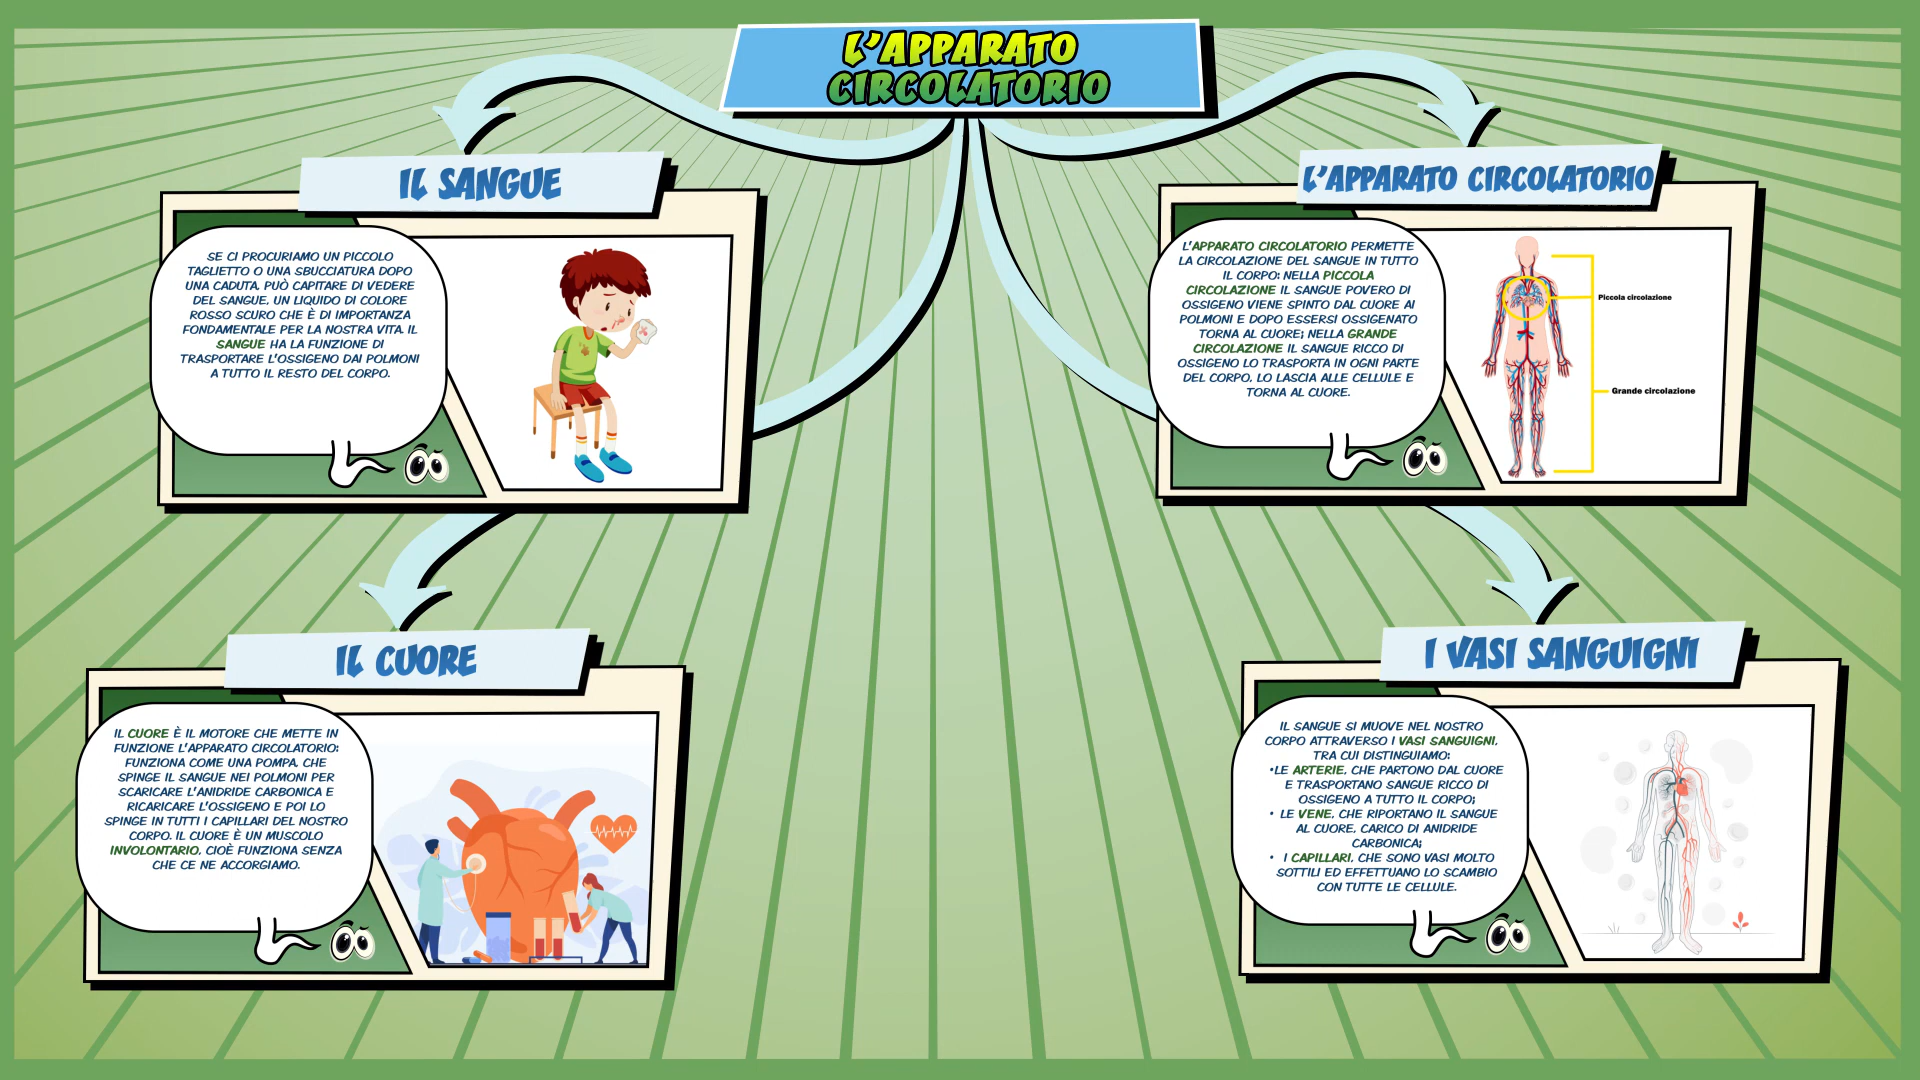 L'APPARATO
CIRCOLATORIO
IL SANGUE
SE CI PROCURIAMO UN PICCOLO
TAGLIETTO O UNA SBUCCIATURA DOPO
UNA CADUTA, PUÒ CAPITARE DI VEDERE
DEL SANGUE, UN LIQUIDO DI COLORE
ROSSO SCURO CHE È DI IMPORTANZA
FONDAMENTALE PER LA NOSTRA VITA. IL
SANGUE HA LA FUNZIONE DI
TRASPORTARE L'OSSIGENO DAI POLMONI
A TUTTO IL RESTO DEL CORPO.
L'APPARATO CIRCOLATORIO
L'APPARATO CIRCOLATORIO PERMETTE
LA CIRCOLAZIONE DEL SANGUE IN TUTTO
IL CORPO: NELLA PICCOLA
CIRCOLAZIONE IL SANGUE POVERO DI
OSSIGENO VIENE SPINTO DAL CUORE AI
POLMONI E DOPO ESSERSI OSSIGENATO
TORNA AL CUORE; NELLA GRANDE
CIRCOLAZIONE IL SANGUE RICCO DI
OSSIGENO LO TRASPORTA IN OGNI PARTE
DEL CORPO, LO LASCIA ALLE CELLULE E
TORNA AL CUORE.
Piccola circolazione
Grande circolazione
IL CUORE
IL CUORE È IL MOTORE CHE METTE IN
FUNZIONE L'APPARATO CIRCOLATORIO:
FUNZIONA COME UNA POMPA, CHE
SPINGE IL SANGUE NEI POLMONI PER
SCARICARE L'ANIDRIDE CARBONICA E
RICARICARE L'OSSIGENO E POI LO
SPINGE IN TUTTI I CAPILLARI DEL NOSTRO
CORPO. IL CUORE È UN MUSCOLO
INVOLONTARIO, CIOÈ FUNZIONA SENZA
CHE CE NE ACCORGIAMO.
I VASI SANGUIGNI
IL SANGUE SI MUOVE NEL NOSTRO
CORPO ATTRAVERSO I VASI SANGUIGNI,
TRA CUI DISTINGUIAMO:
•LE ARTERIE, CHE PARTONO DAL CUORE
E TRASPORTANO SANGUE RICCO DI
OSSIGENO A TUTTO IL CORPO;
• LE VENE, CHE RIPORTANO IL SANGUE
AL CUORE, CARICO DI ANIDRIDE
CARBONICA;
• I CAPILLARI, CHE SONO VASI MOLTO
SOTTILI ED EFFETTUANO LO SCAMBIO
CON TUTTE LE CELLULE.